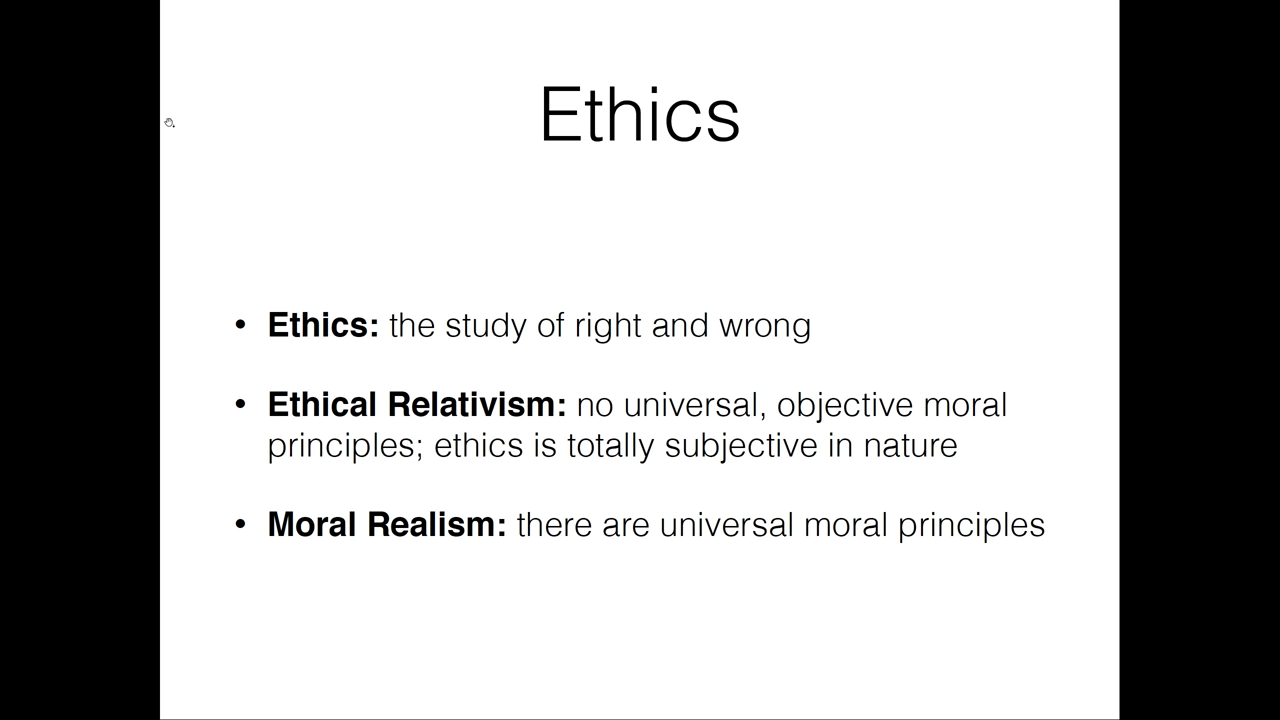 Ethics
• Ethics: the study of right and wrong
• Ethical Relativism: no universal, objective moral
principles; ethics is totally subjective in nature
• Moral Realism: there are universal moral principles